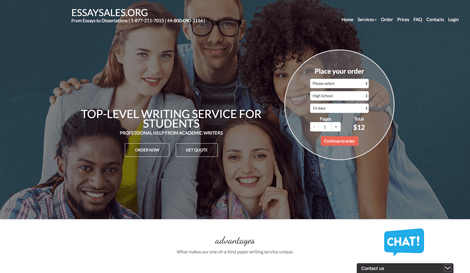 ESSAYSALES.ORG
From Essays to Dissertations | 1-877-211-7015 | 44-800-090-3116 |
Home Services Order Prices FAQ Contacts Login
Place your order
Please select
High School
14 days
Pages Total
- 1 + $12
Continue to order
TOP-LEVEL WRITING SERVICE FOR
STUDENTS
PROFESSIONAL HELP FROM ACADEMIC WRITERS
ORDER NOW GET QUOTE
advantages
What makes our one-of-a-kind paper writing service unique.
CHAT!
Contact us